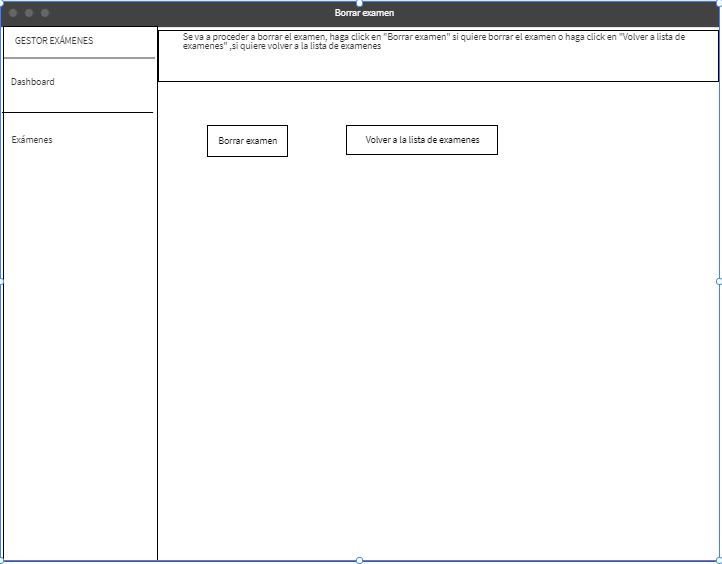 Borrar examen
GESTOR EXÁMENES
Dashboard
Exámenes
Se va a proceder a borrar el examen, haga click en "Borrar examen" si quiere borrar el examen o haga click en "Volver a lista de
examenes" ,si quiere volver a la lista de examenes
Borrar examen
Volver a la lista de examenes